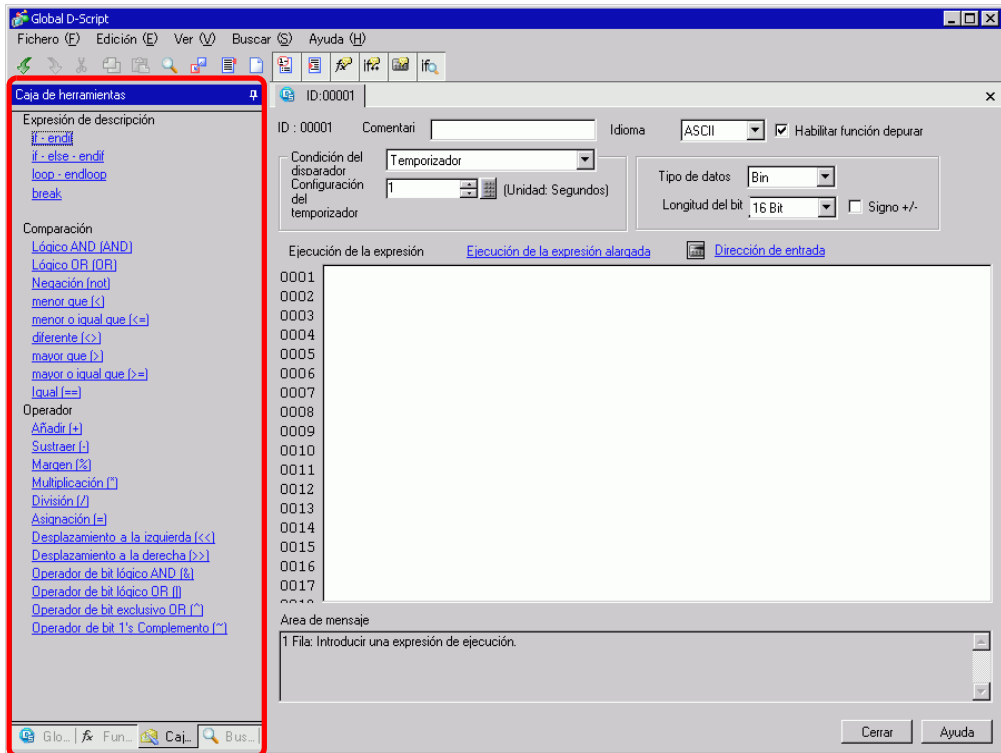 Global D-Script
Fichero (F) Edición (E) Ver (V) Buscar (S) Ayuda (H)
Caja de herramientas
Expresión de descripción
if - endif
if - else - endif
loop - endloop
break
Comparación
Lógico AND (AND)
Lógico OR (OR)
Negación (not)
menor que (<)
menor o igual que (<=)
diferente (<>)
mayor que (>)
mayor o igual que (>=)
Igual (==)
Operador
Añadir (+)
Sustraer (-)
Margen (%)
Multiplicación (*)
División (/)
Asignación (=)
Desplazamiento a la izquierda (<<)
Desplazamiento a la derecha (>>)
Operador de bit lógico AND (&)
Operador de bit lógico OR (|)
Operador de bit exclusivo OR (^)
Operador de bit 1's Complemento (~)
Glo... Fun... Caj... Bus...
ID:00001
ID : 00001 Comentari Idioma ASCII Habilitar función depurar
Condición del disparador Temporizador
Configuración del temporizador 1 (Unidad: Segundos)
Tipo de datos Bin
Longitud del bit 16 Bit Signo +/-
Ejecución de la expresión Ejecución de la expresión alargada Dirección de entrada
0001
0002
0003
0004
0005
0006
0007
0008
0009
0010
0011
0012
0013
0014
0015
0016
0017
0018
Area de mensaje
1 Fila: Introducir una expresión de ejecución.
Cerrar Ayuda